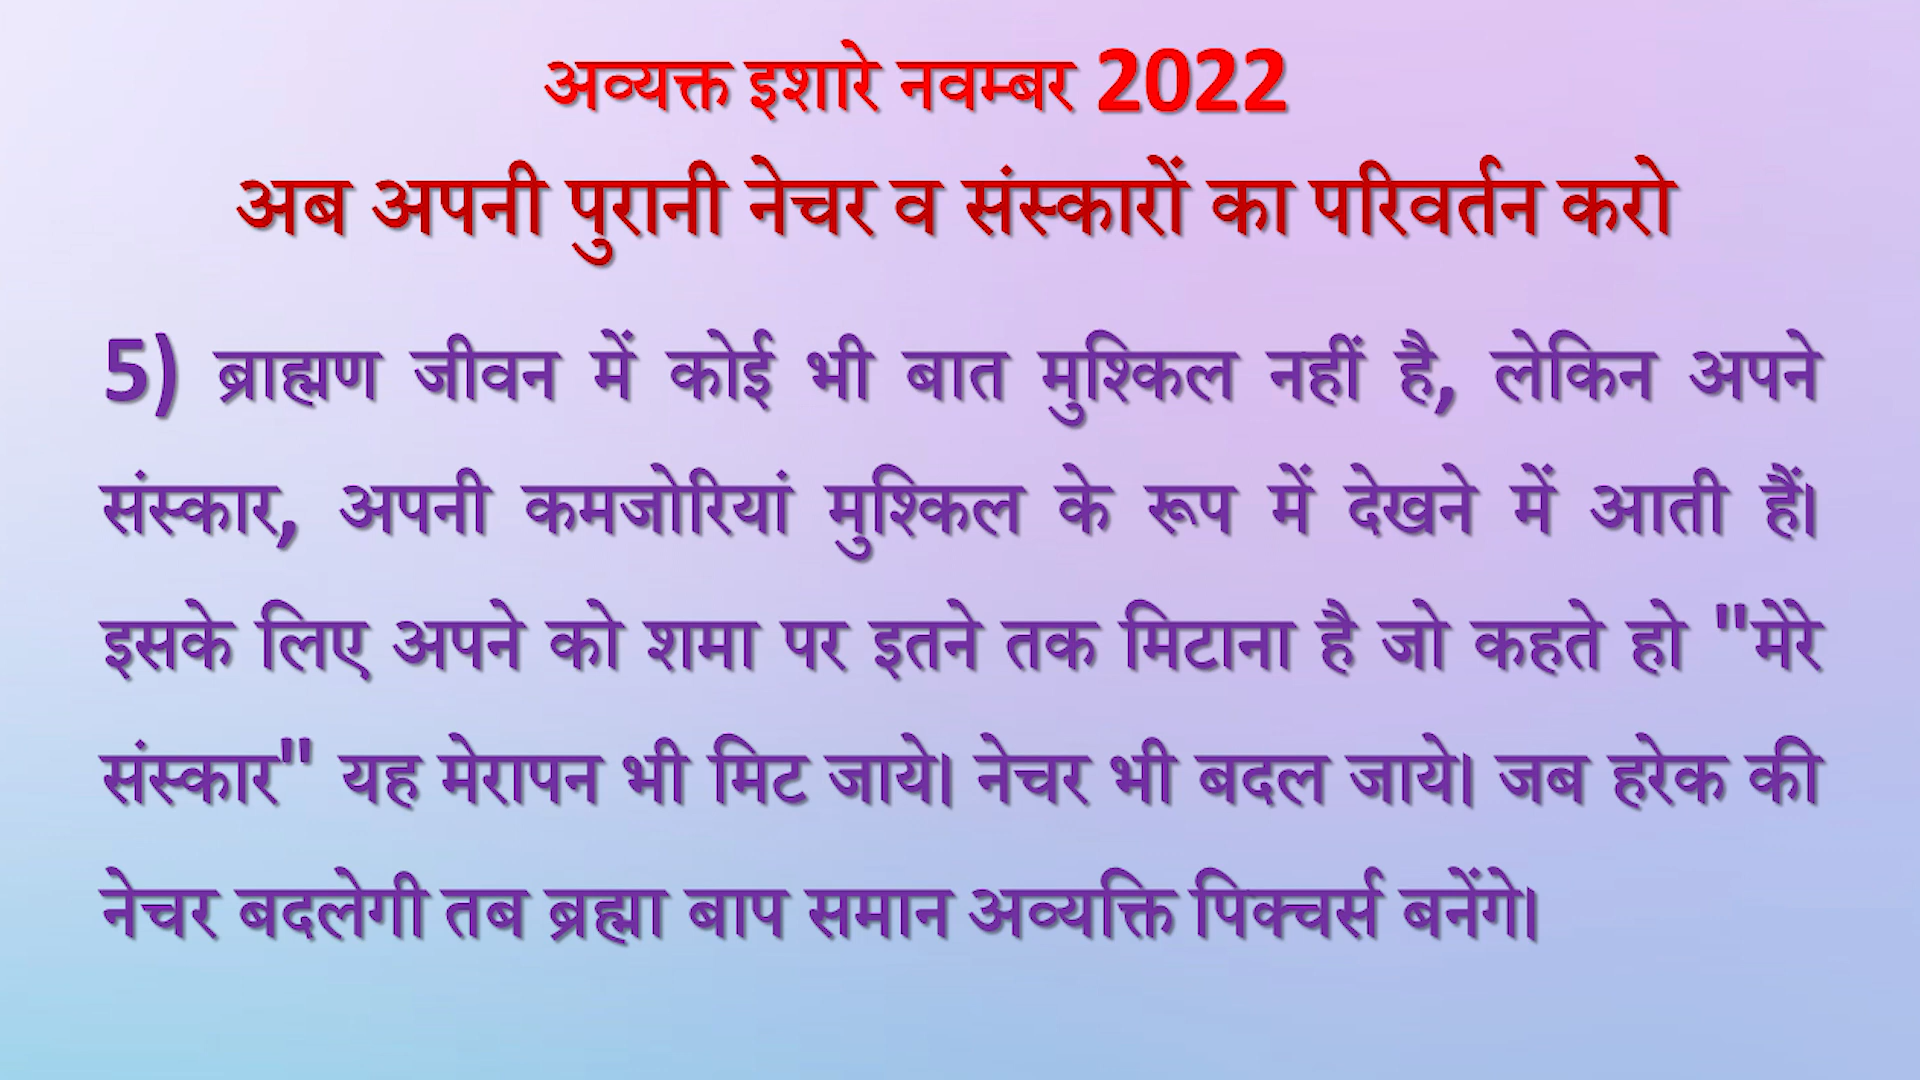 अव्यक्त इशारे नवम्बर 2022
अब अपनी पुरानी नेचर व संस्कारों का परिवर्तन करो
5) ब्राह्मण जीवन में कोई भी बात मुश्किल नहीं है, लेकिन अपने
संस्कार, अपनी कमजोरियां मुश्किल के रूप में देखने में आती हैं।
इसके लिए अपने को शमा पर इतने तक मिटाना है जो कहते हो "मेरे
संस्कार" यह मेरापन भी मिट जाये। नेचर भी बदल जाये। जब हरेक की
नेचर बदलेगी तब ब्रह्मा बाप समान अव्यक्ति पिक्चर्स बनेंगे।